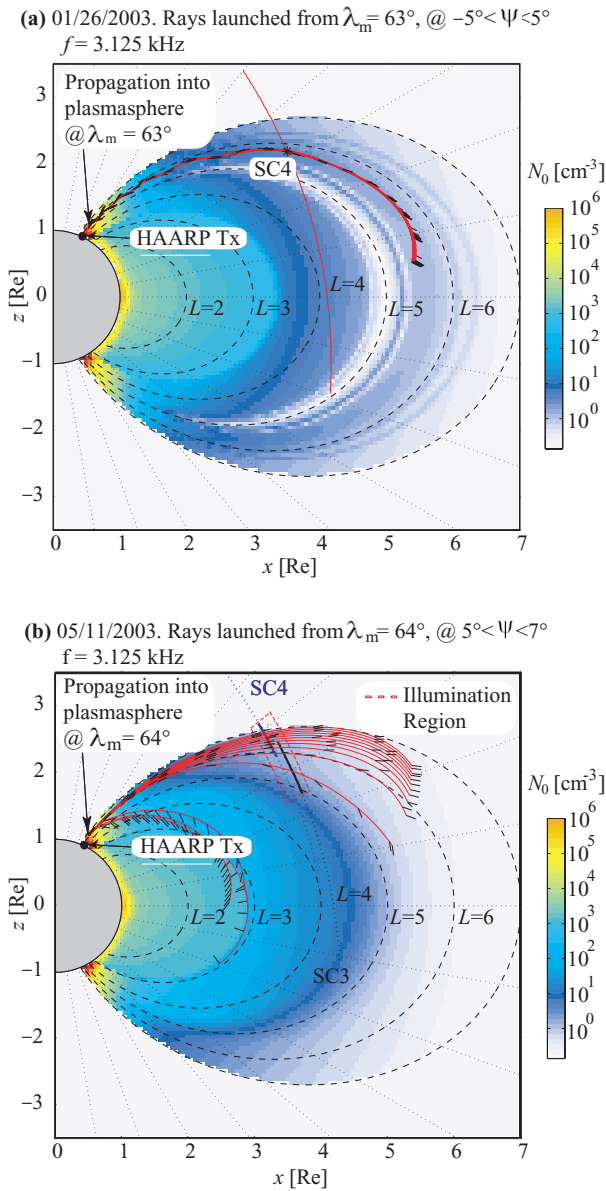 (a) 01/26/2003. Rays launched from λm = 63°, @ −5°< Ψ <5°
f = 3.125 kHz
Propagation into
plasmasphere
@ λm = 63°
SC4
HAARP Tx
L=2
L=3
L=4
L=5
L=6
3
2
1
0
−1
−2
−3
z [Re]
0
1
2
3
4
5
6
7
x [Re]
N0 [cm-3]
10^6
10^5
10^4
10^3
10^2
10^1
10^0
(b) 05/11/2003. Rays launched from λm = 64°, @ 5°< Ψ <7°
f = 3.125 kHz
Propagation into
plasmasphere
@ λm = 64°
SC4
Illumination
Region
HAARP Tx
L=2
L=3
L=4
L=5
L=6
SC3
3
2
1
0
−1
−2
−3
z [Re]
0
1
2
3
4
5
6
7
x [Re]
N0 [cm-3]
10^6
10^5
10^4
10^3
10^2
10^1
10^0